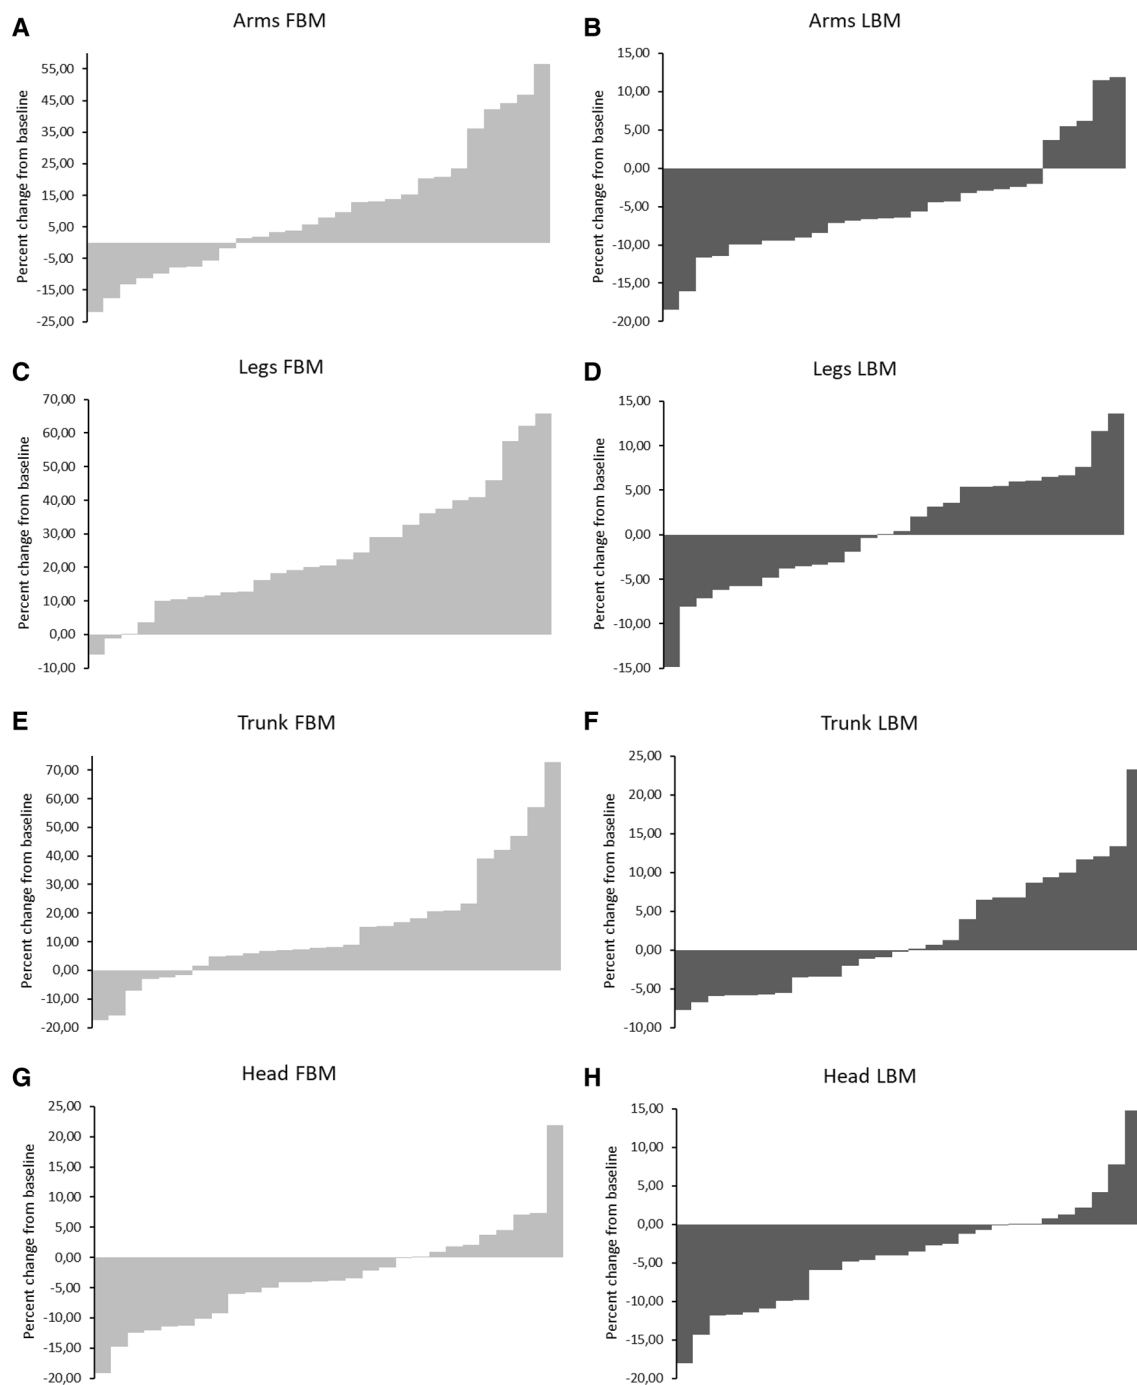 A
Arms FBM
Percent change from baseline
55,00
45,00
35,00
25,00
15,00
5,00
-5,00
-15,00
-25,00
B
Arms LBM
Percent change from baseline
15,00
10,00
5,00
0,00
-5,00
-10,00
-15,00
-20,00
C
Legs FBM
Percent change from baseline
70,00
60,00
50,00
40,00
30,00
20,00
10,00
0,00
-10,00
D
Legs LBM
Percent change from baseline
15,00
10,00
5,00
0,00
-5,00
-10,00
-15,00
E
Trunk FBM
Percent change from baseline
70,00
60,00
50,00
40,00
30,00
20,00
10,00
0,00
-10,00
-20,00
F
Trunk LBM
Percent change from baseline
25,00
20,00
15,00
10,00
5,00
0,00
-5,00
-10,00
G
Head FBM
Percent change from baseline
25,00
20,00
15,00
10,00
5,00
0,00
-5,00
-10,00
-15,00
-20,00
H
Head LBM
Percent change from baseline
15,00
10,00
5,00
0,00
-5,00
-10,00
-15,00
-20,00